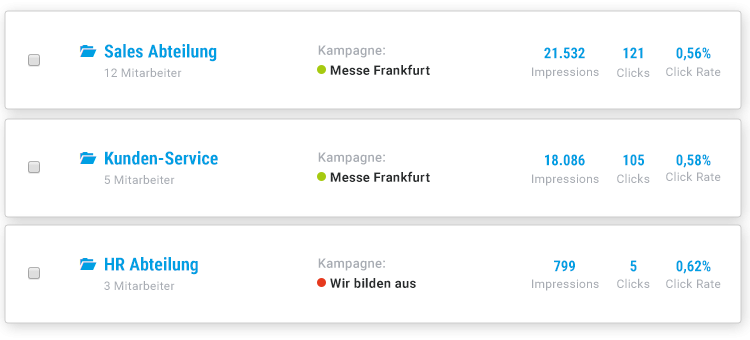 Sales Abteilung
12 Mitarbeiter
Kampagne:
Messe Frankfurt
21.532 121 0,56%
Impressions Clicks Click Rate
Kunden-Service
5 Mitarbeiter
Kampagne:
Messe Frankfurt
18.086 105 0,58%
Impressions Clicks Click Rate
HR Abteilung
3 Mitarbeiter
Kampagne:
Wir bilden aus
799 5 0,62%
Impressions Clicks Click Rate